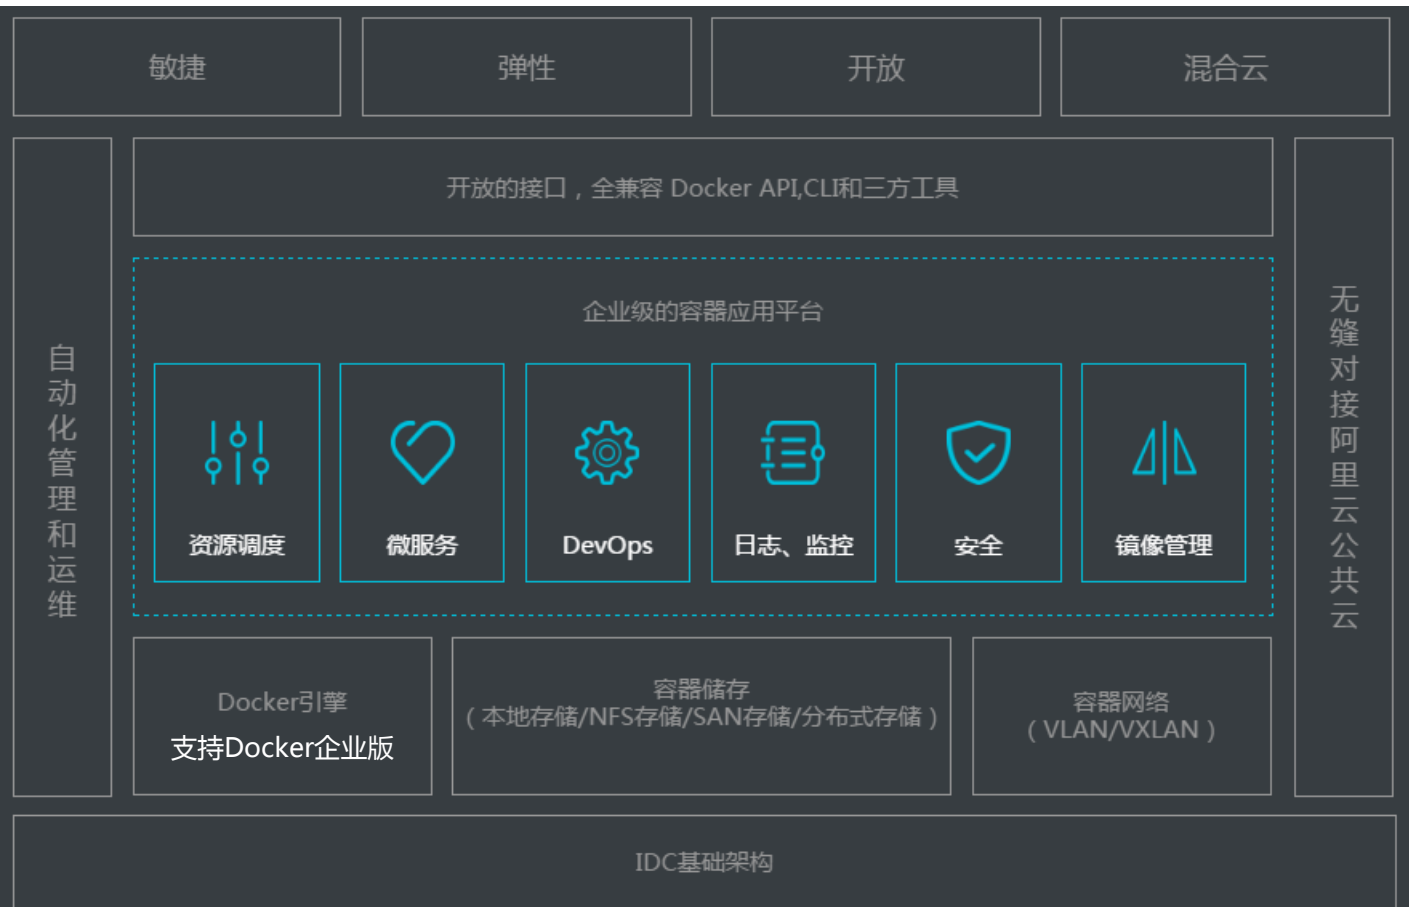 敏捷
弹性
开放
混合云
自动化管理和运维
开放的接口，全兼容 Docker API,CLI和三方工具
企业级的容器应用平台
资源调度
微服务
DevOps
日志、监控
安全
镜像管理
无缝对接阿里云公共云
Docker引擎
支持Docker企业版
容器储存
（本地存储/NFS存储/SAN存储/分布式存储）
容器网络
（VLAN/VXLAN）
IDC基础架构